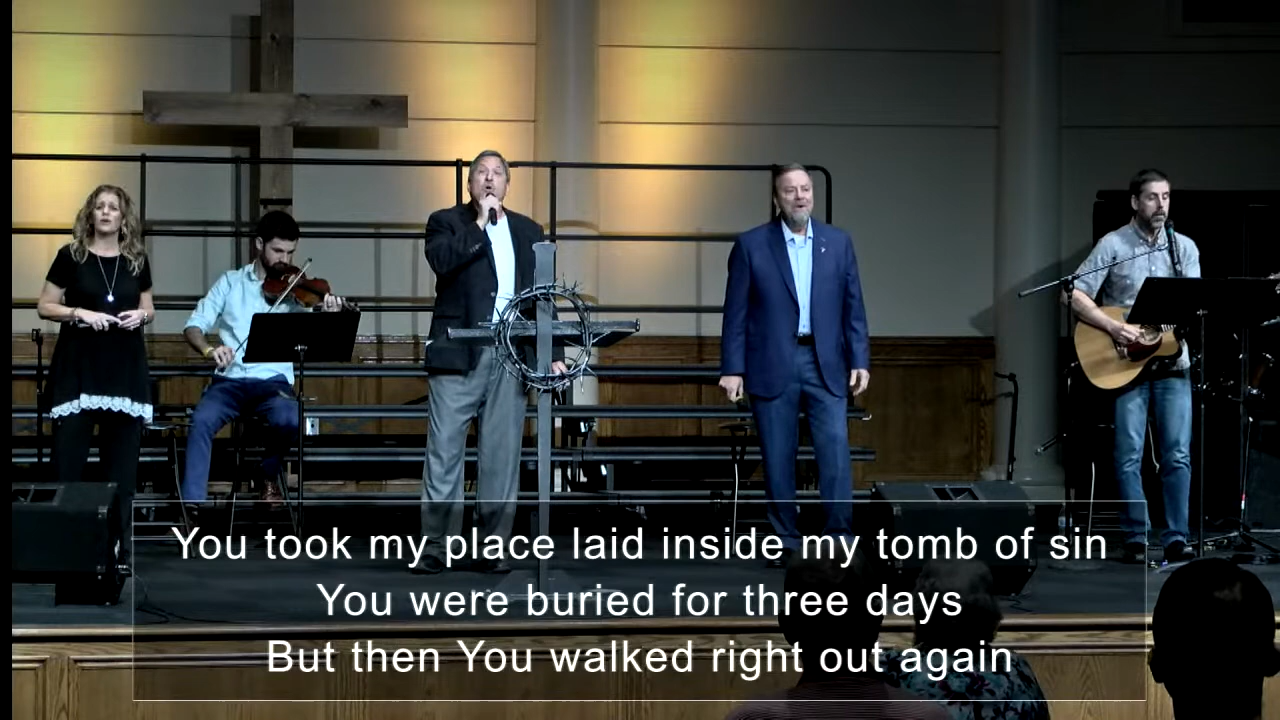 You took my place laid inside my tomb of sin
You were buried for three days
But then You walked right out again